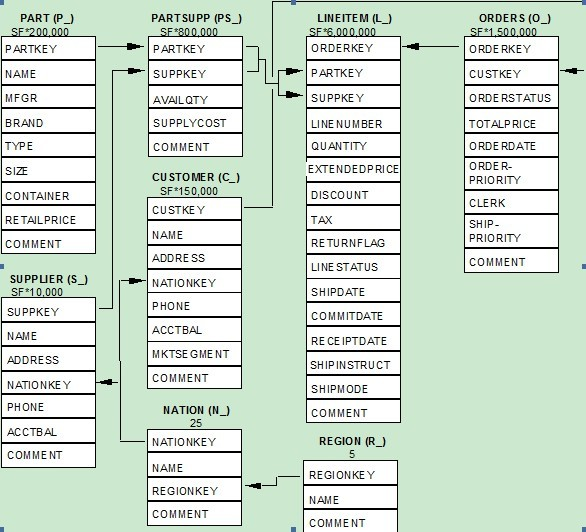 PART (P_)
SF*200,000
PARTKEY
NAME
MFGR
BRAND
TYPE
SIZE
CONTAINER
RETAILPRICE
COMMENT
SUPPLIER (S_)
SF*10,000
SUPPKEY
NAME
ADDRESS
NATIONKEY
PHONE
ACCTBAL
COMMENT
PARTSUPP (PS_)
SF*800,000
PARTKEY
SUPPKEY
AVAILQTY
SUPPLYCOST
COMMENT
CUSTOMER (C_)
SF*150,000
CUSTKEY
NAME
ADDRESS
NATIONKEY
PHONE
ACCTBAL
MKTSEGMENT
COMMENT
NATION (N_)
25
NATIONKEY
NAME
REGIONKEY
COMMENT
LINEITEM (L_)
SF*6,000,000
ORDERKEY
PARTKEY
SUPPKEY
LINENUMBER
QUANTITY
EXTENDEDPRICE
DISCOUNT
TAX
RETURNFLAG
LINESTATUS
SHIPDATE
COMMITDATE
RECEIPTDATE
SHIPINSTRUCT
SHIPMODE
COMMENT
REGION (R_)
5
REGIONKEY
NAME
COMMENT
ORDERS (O_)
SF*1,500,000
ORDERKEY
CUSTKEY
ORDERSTATUS
TOTALPRICE
ORDERDATE
ORDER-
PRIORITY
CLERK
SHIP-
PRIORITY
COMMENT